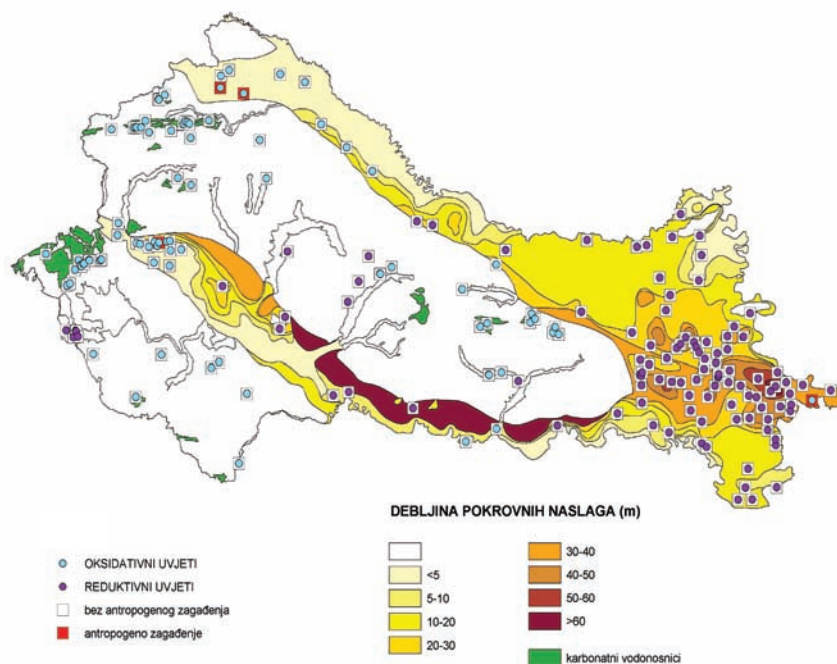 DEBLJINA POKROVNIH NASLAGA (m)
OKSIDATIVNI UVJETI
REDUKTIVNI UVJETI
bez antropogenog zagađenja
antropogeno zagađenje
<5
5-10
10-20
20-30
30-40
40-50
50-60
>60
karbonatni vodonosnici